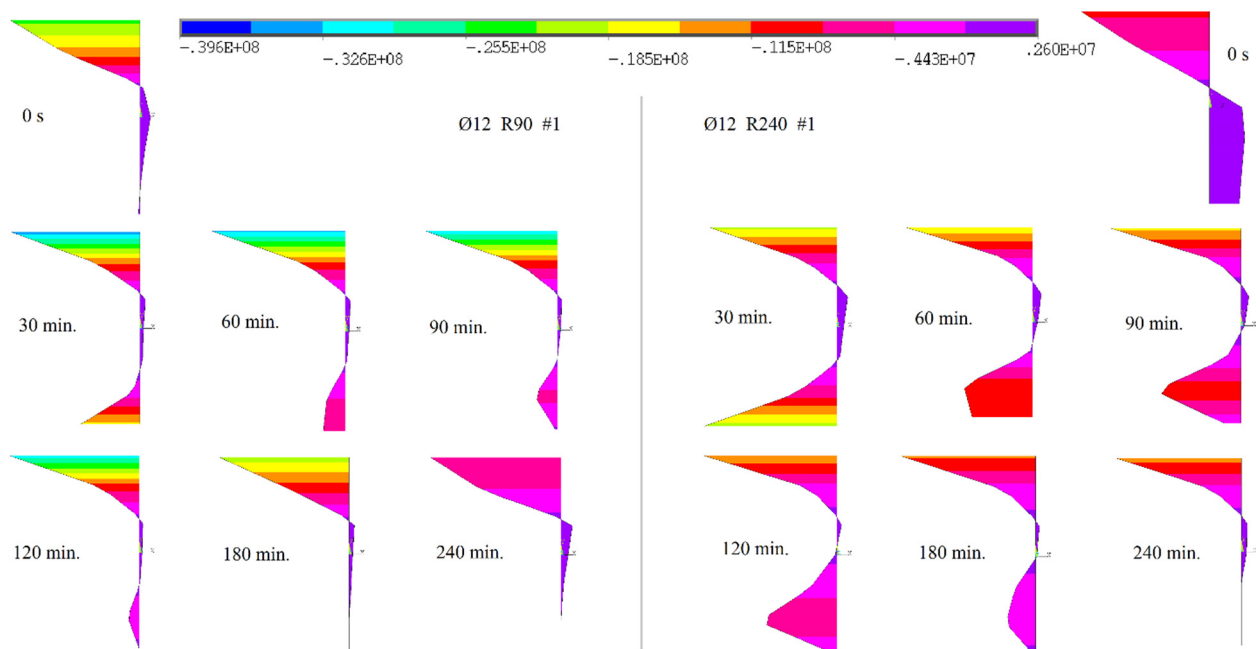 -.396E+08 -.255E+08 -.115E+08 .260E+07
-.326E+08 -.185E+08 -.443E+07
0 s
0 s
Ø12 R90 #1
Ø12 R240 #1
30 min. 60 min. 90 min.
30 min. 60 min. 90 min.
120 min. 180 min. 240 min.
120 min. 180 min. 240 min.